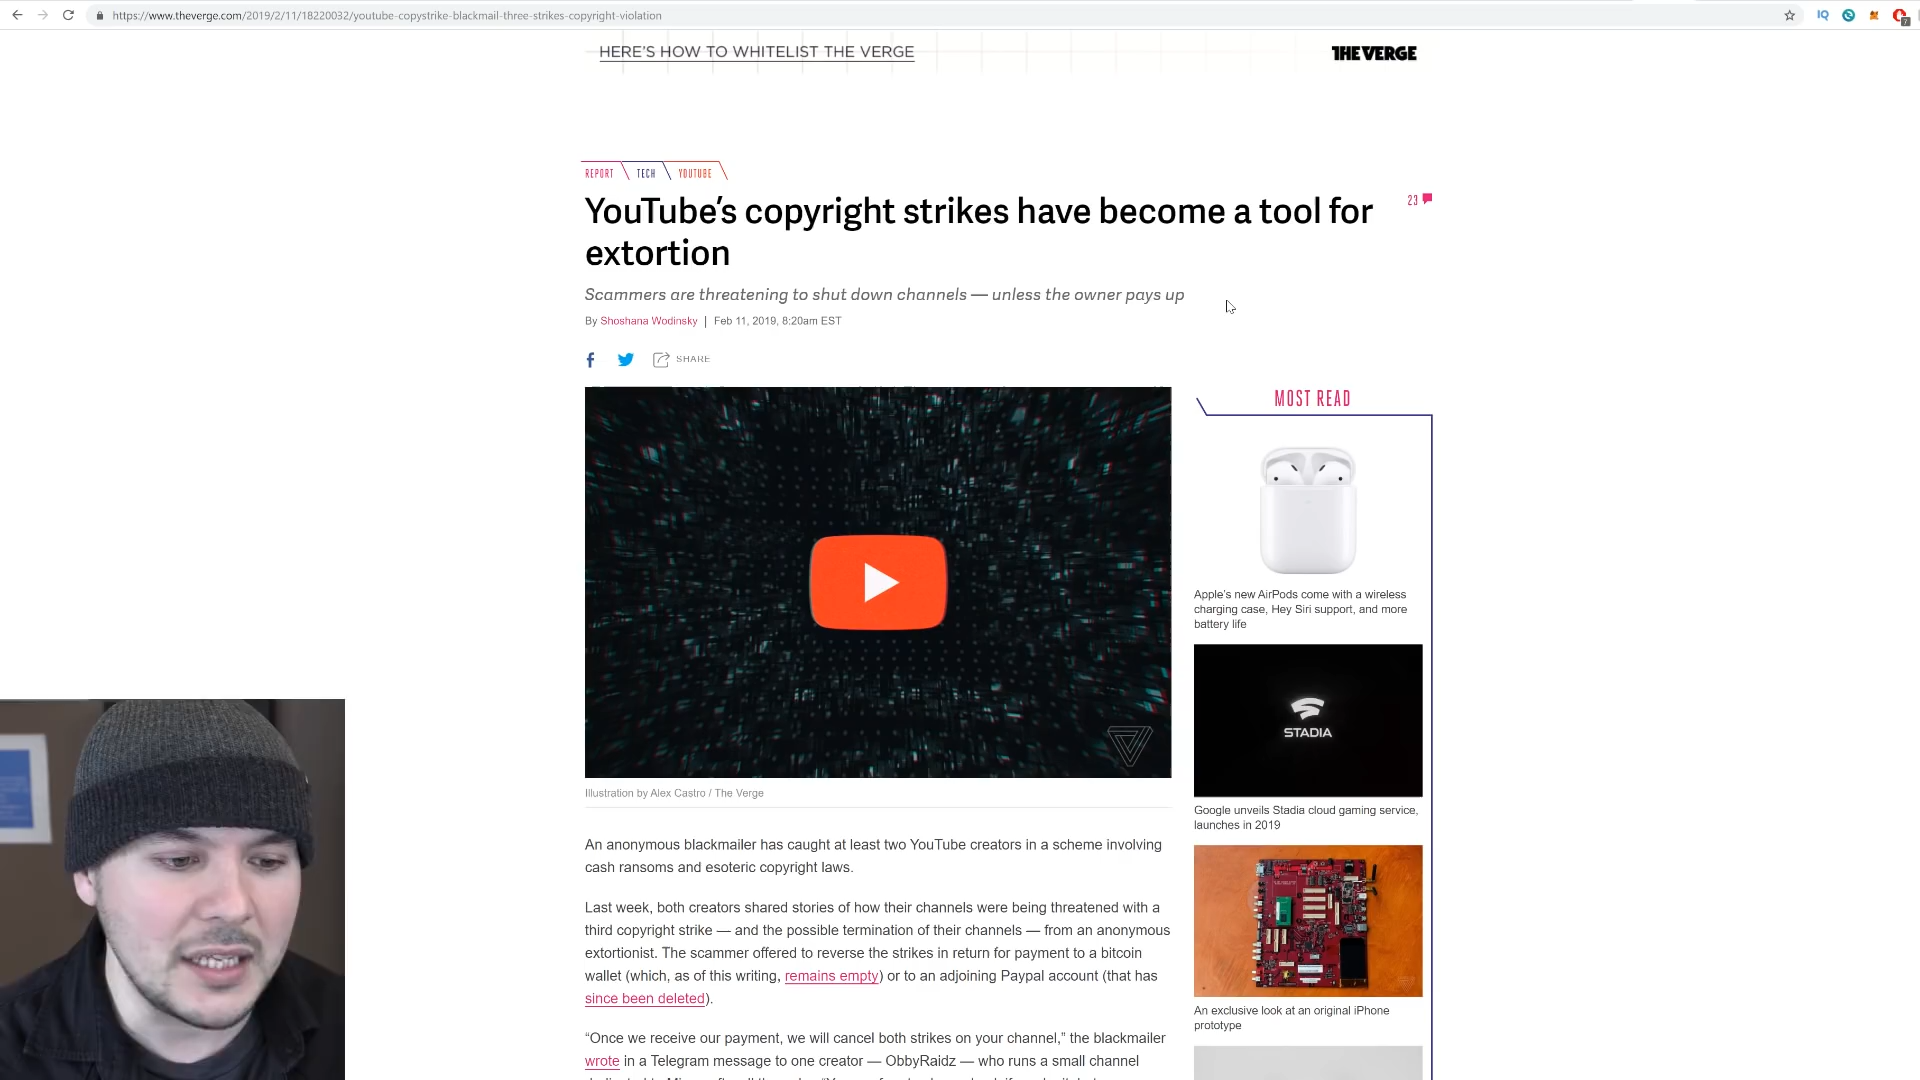 https://www.theverge.com/2019/2/11/18220032/youtube-copystrike-blackmail-three-strikes-copyright-violation
IQ
7
HERE'S HOW TO WHITELIST THE VERGE
THE VERGE
REPORT
TECH
YOUTUBE
YouTube's copyright strikes have become a tool for
extortion
23
Scammers are threatening to shut down channels — unless the owner pays up
By Shoshana Wodinsky | Feb 11, 2019, 8:20am EST
SHARE
Illustration by Alex Castro / The Verge
An anonymous blackmailer has caught at least two YouTube creators in a scheme involving
cash ransoms and esoteric copyright laws.
Last week, both creators shared stories of how their channels were being threatened with a
third copyright strike — and the possible termination of their channels — from an anonymous
extortionist. The scammer offered to reverse the strikes in return for payment to a bitcoin
wallet (which, as of this writing, remains empty) or to an adjoining Paypal account (that has
since been deleted).
“Once we receive our payment, we will cancel both strikes on your channel,” the blackmailer
wrote in a Telegram message to one creator — ObbyRaidz — who runs a small channel
MOST READ
Apple's new AirPods come with a wireless
charging case, Hey Siri support, and more
battery life
STADIA
Google unveils Stadia cloud gaming service,
launches in 2019
An exclusive look at an original iPhone
prototype